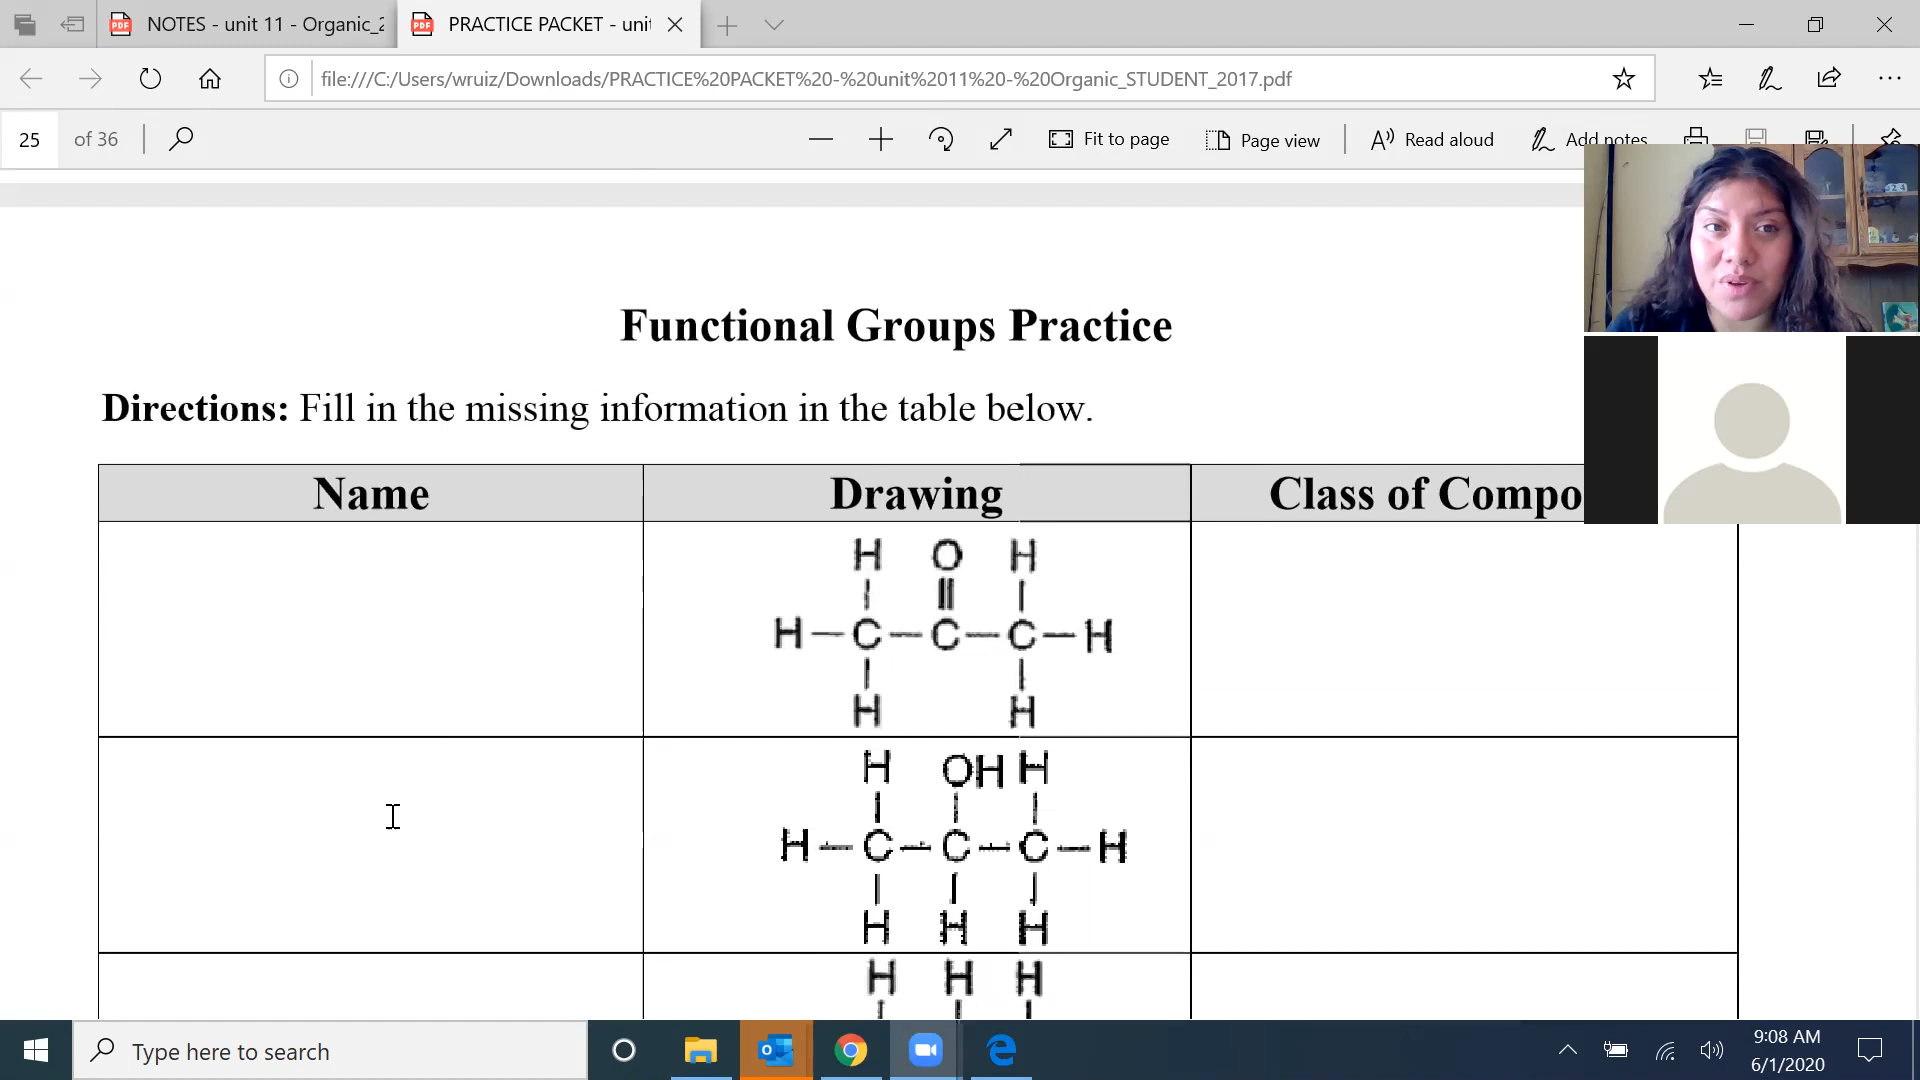 NOTES - unit 11 - Organic_2
PRACTICE PACKET - unit
file:///C:/Users/wruiz/Downloads/PRACTICE%20PACKET%20-%20unit%2011%20-%20Organic_STUDENT_2017.pdf
25 of 36
Fit to page
Page view
Read aloud
Add notes
Functional Groups Practice
Directions: Fill in the missing information in the table below.
Name Drawing Class of Compo
H O H
H C C C H
H H
H OH H
H C C C H
H H H
H H H
Type here to search
9:08 AM
6/1/2020